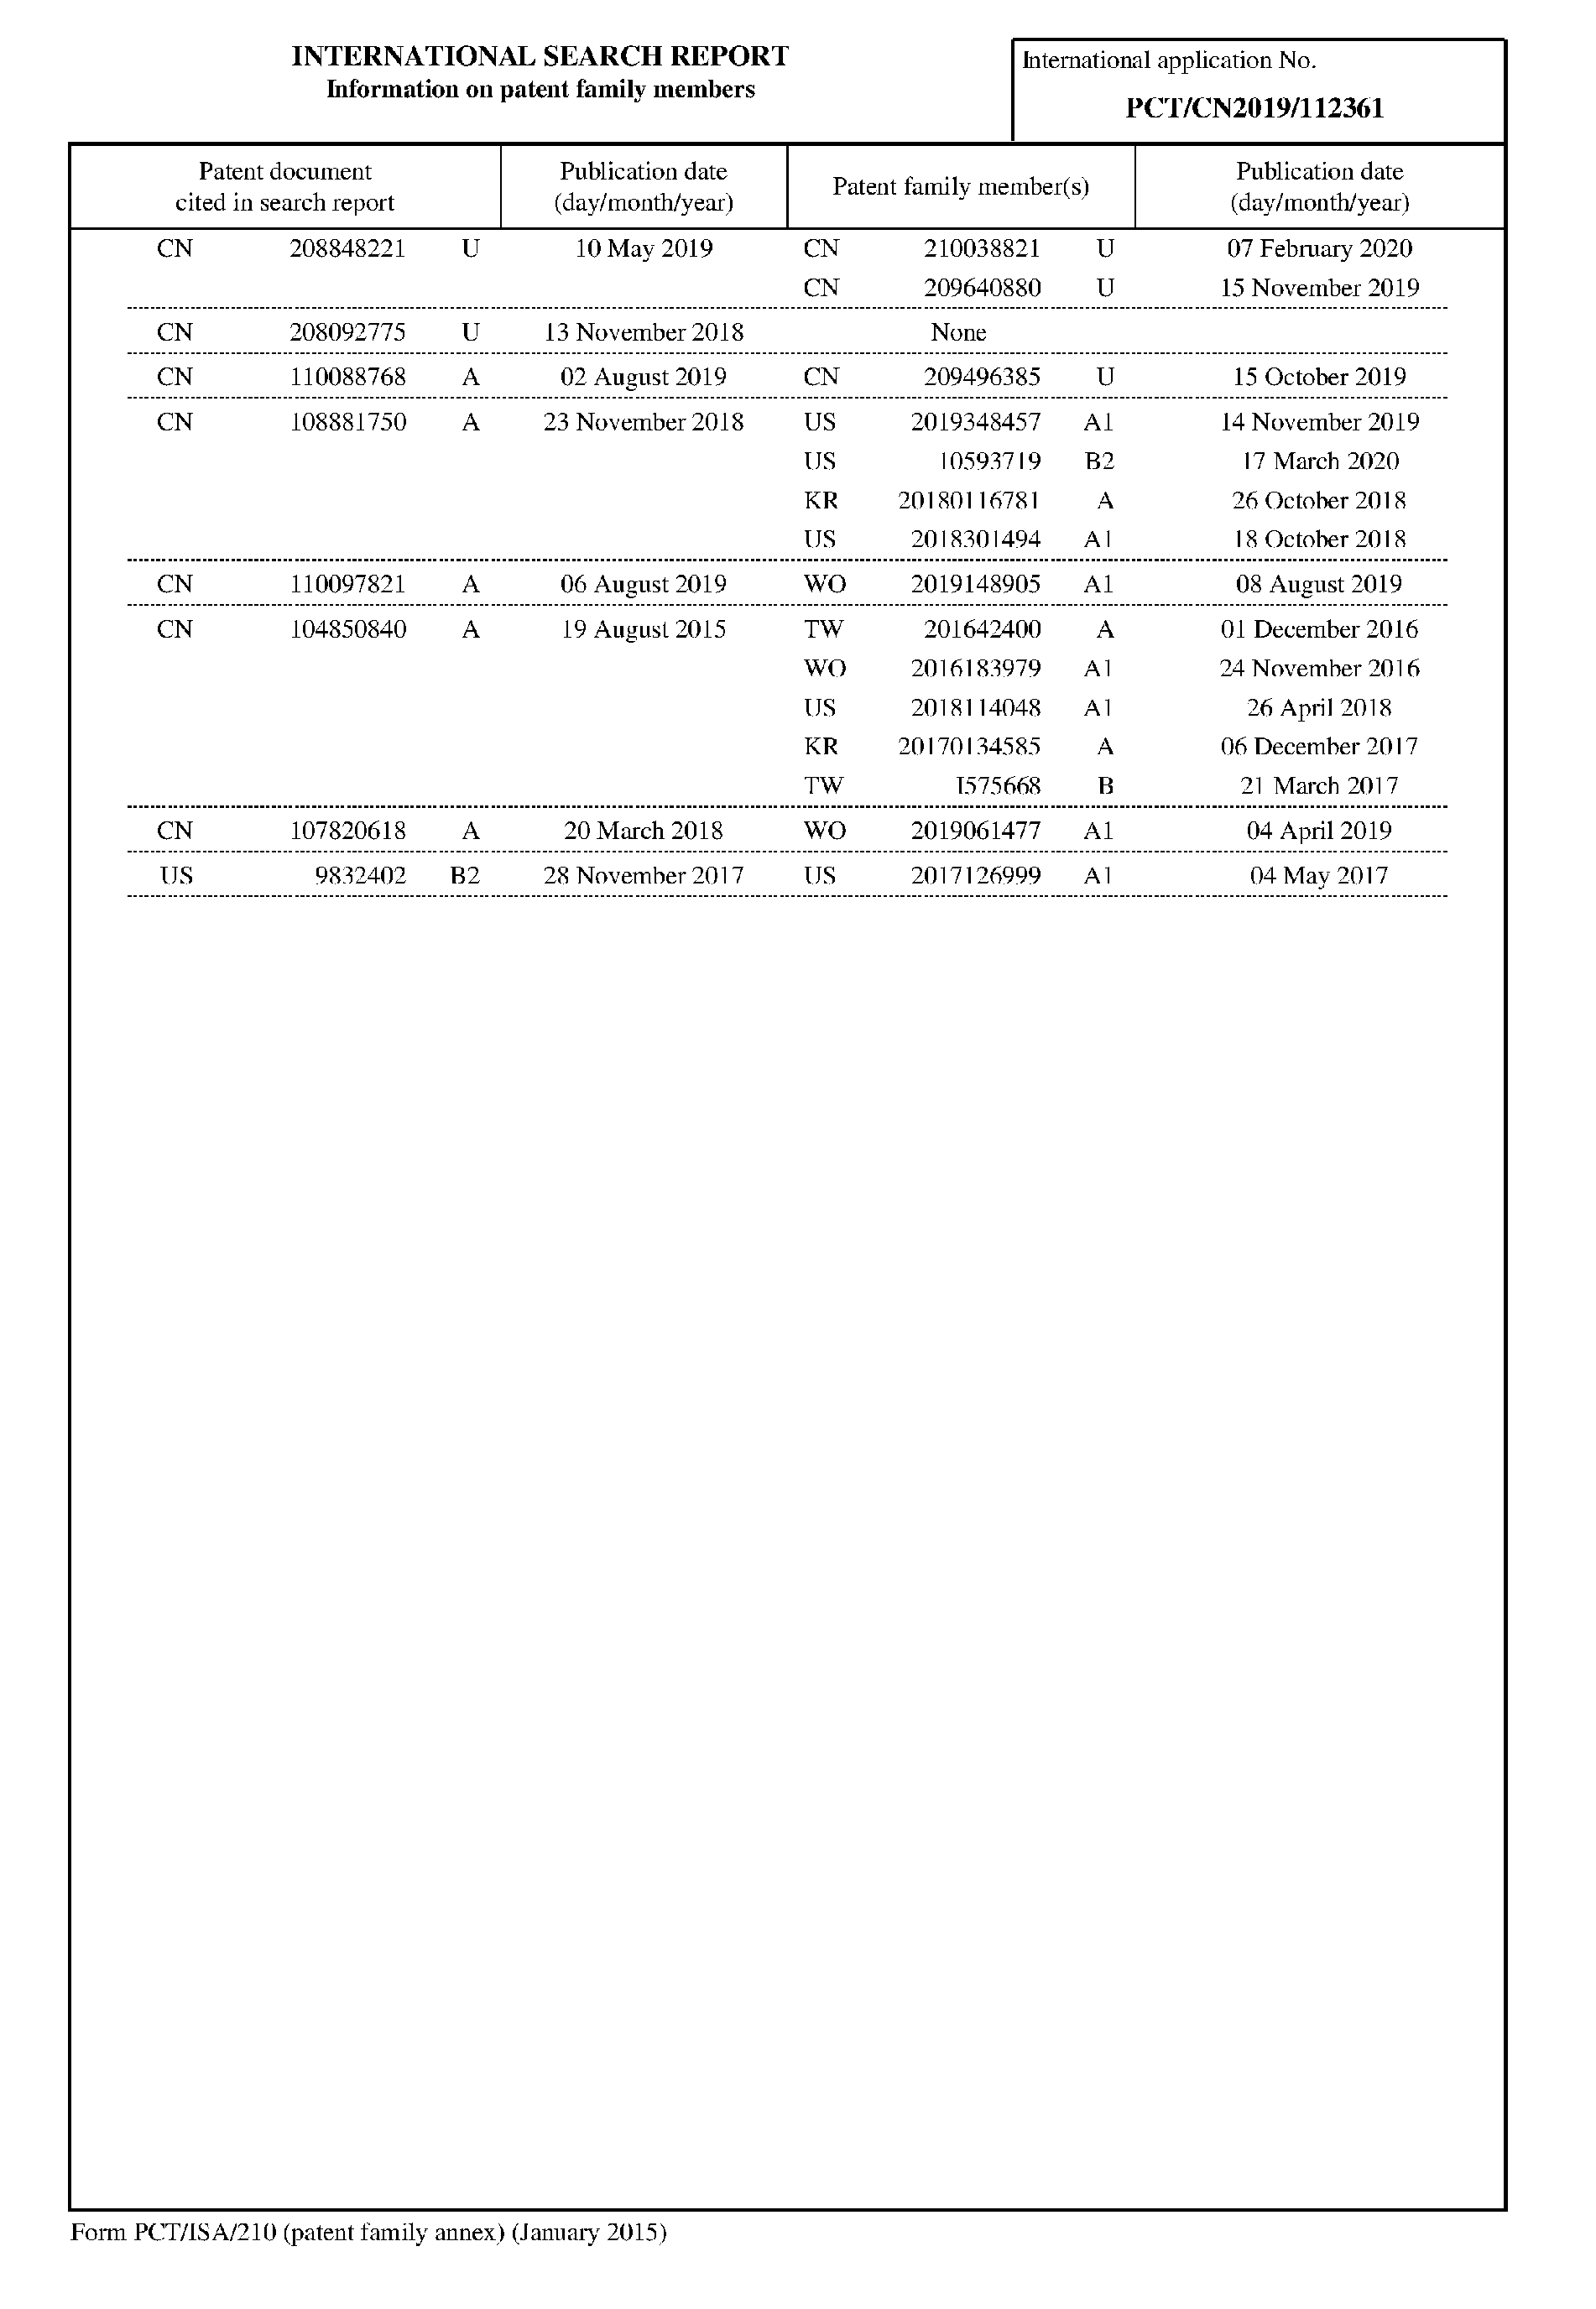 INTERNATIONAL SEARCH REPORT
Information on patent family members
International application No.
PCT/CN2019/112361
Patent document
cited in search report
Publication date
(day/month/year)
Patent family member(s)
Publication date
(day/month/year)
CN 208848221 U 10 May 2019 CN 210038821 U 07 February 2020
CN 209640880 U 15 November 2019
CN 208092775 U 13 November 2018 None
CN 110088768 A 02 August 2019 CN 209496385 U 15 October 2019
CN 108881750 A 23 November 2018 US 2019348457 A1 14 November 2019
US 10593719 B2 17 March 2020
KR 20180116781 A 26 October 2018
US 2018301494 A1 18 October 2018
CN 110097821 A 06 August 2019 WO 2019148905 A1 08 August 2019
CN 104850840 A 19 August 2015 TW 201642400 A 01 December 2016
WO 2016183979 A1 24 November 2016
US 2018114048 A1 26 April 2018
KR 20170134585 A 06 December 2017
TW I575668 B 21 March 2017
CN 107820618 A 20 March 2018 WO 2019061477 A1 04 April 2019
US 9832402 B2 28 November 2017 US 2017126999 A1 04 May 2017
Form PCT/ISA/210 (patent family annex) (January 2015)